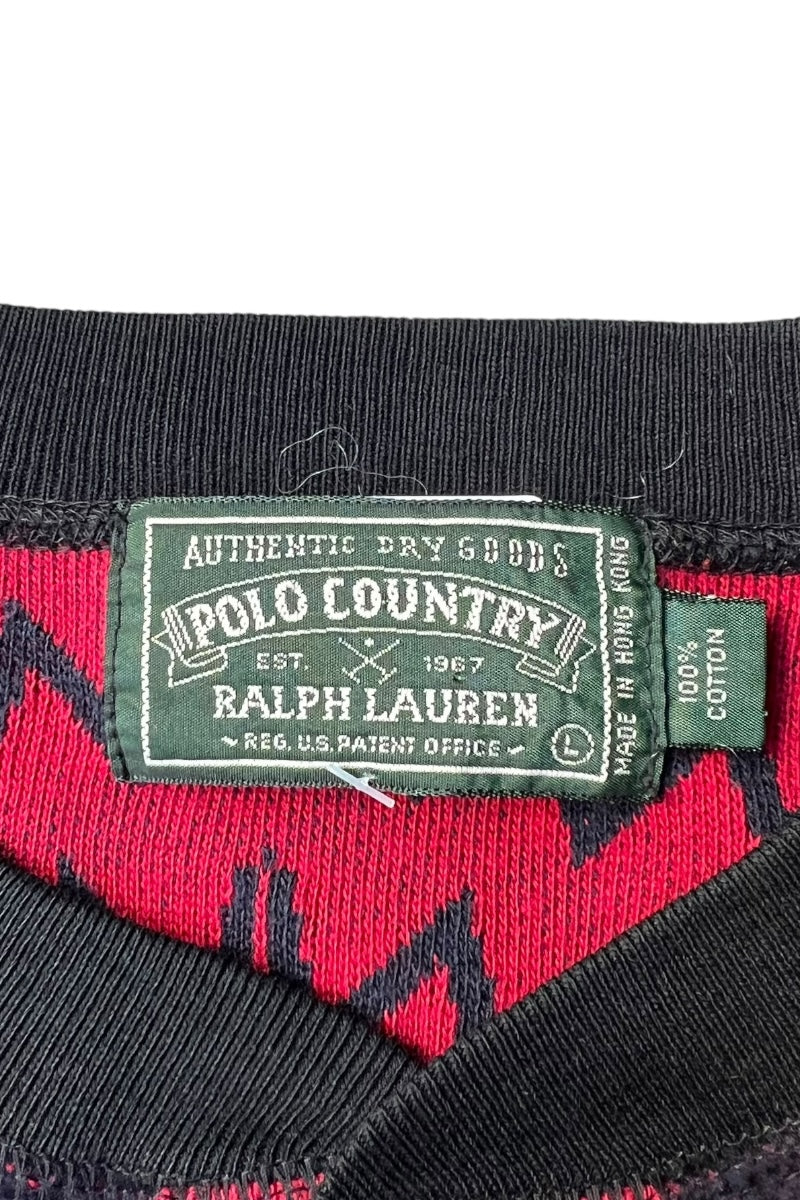 AUTHENTIC DRY GOODS
POLO COUNTRY
EST. 1967
RALPH LAUREN
~ REG. U.S. PATENT OFFICE ~
L
MADE IN HONG KONG
100%
COTTON